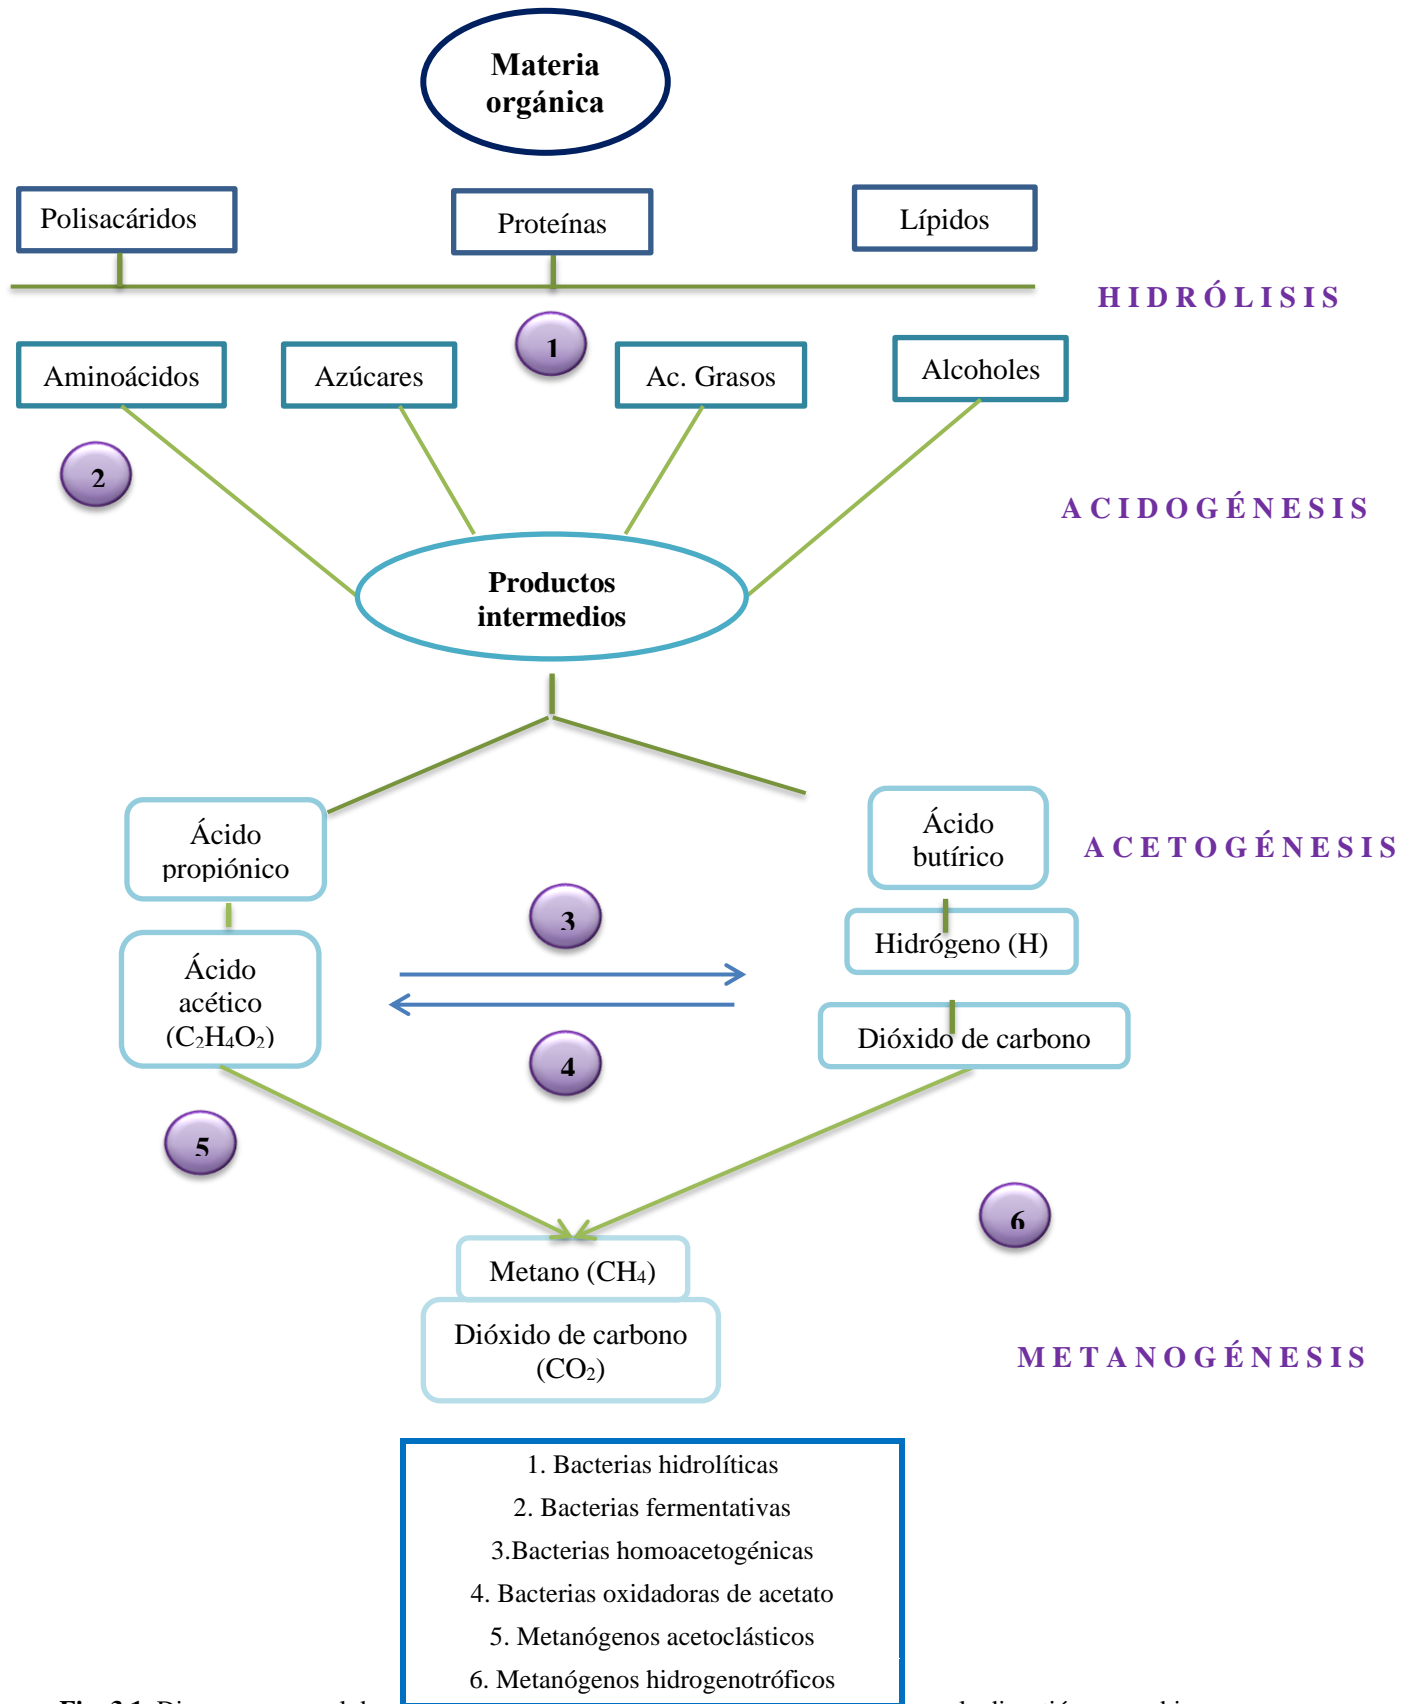 Materia
orgánica
Polisacáridos
Proteínas
Lípidos
HIDRÓLISIS
1
Aminoácidos
Azúcares
Ac. Grasos
Alcoholes
2
ACIDOGÉNESIS
Productos
intermedios
Ácido
propiónico
Ácido
butírico
ACETOGÉNESIS
3
Hidrógeno (H)
Ácido
acético
(C₂H₄O₂)
Dióxido de carbono
4
5
6
Metano (CH₄)
Dióxido de carbono
(CO₂)
METANOGÉNESIS
1. Bacterias hidrolíticas
2. Bacterias fermentativas
3.Bacterias homoacetogénicas
4. Bacterias oxidadoras de acetato
5. Metanógenos acetoclásticos
6. Metanógenos hidrogenotróficos